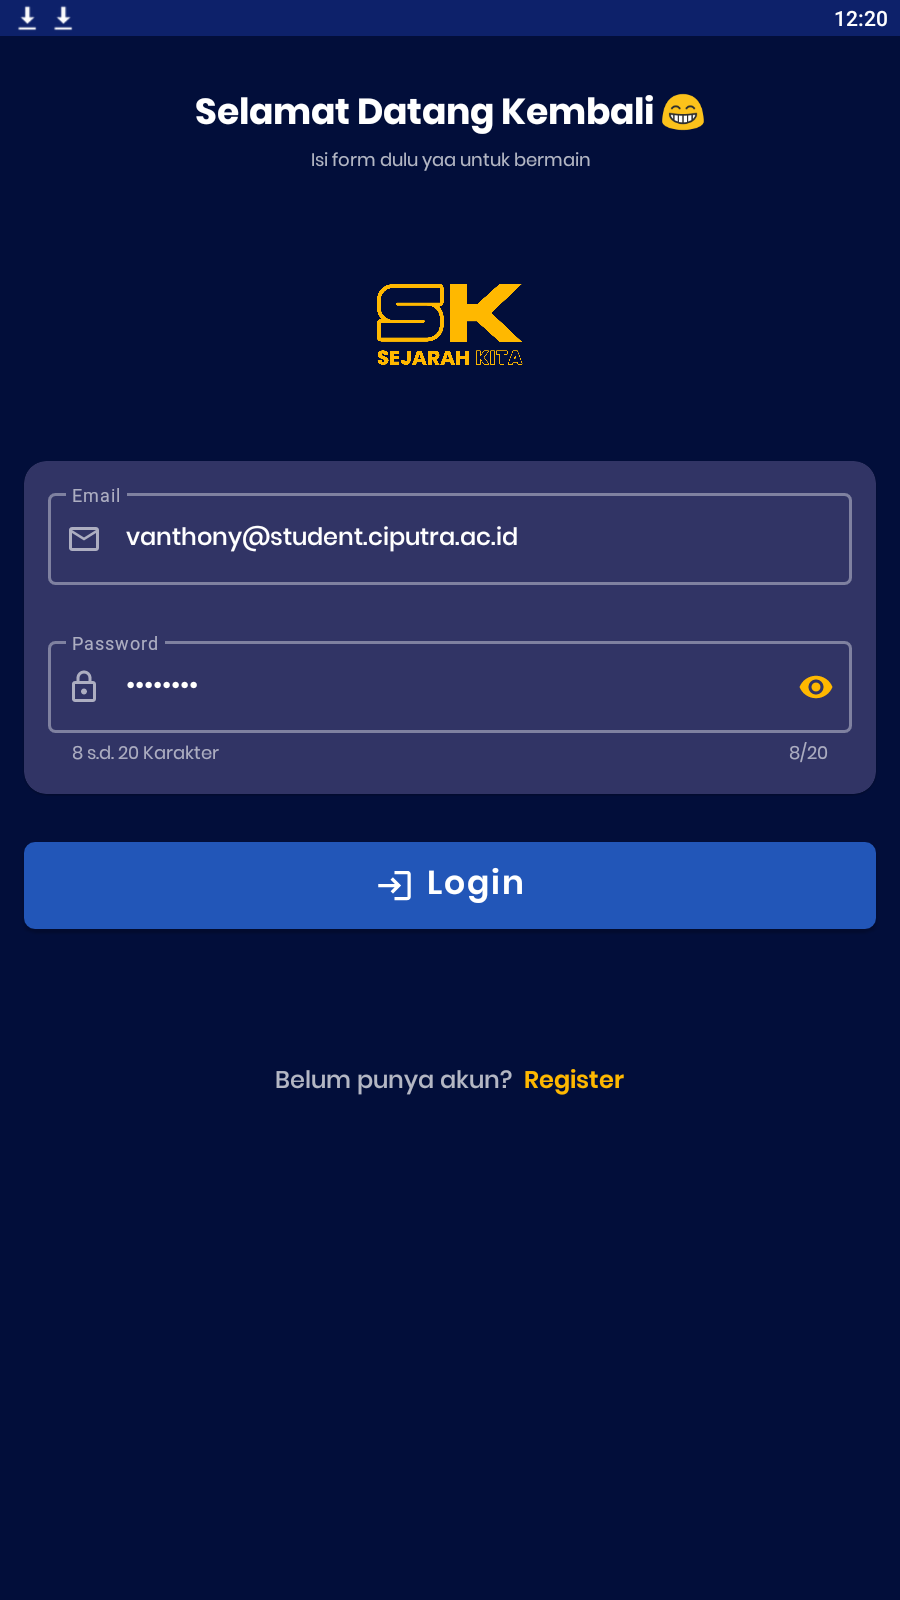 12:20
Selamat Datang Kembali 😁
Isi form dulu yaa untuk bermain
SK
SEJARAH KITA
Email
vanthony@student.ciputra.ac.id
Password
••••••••
8 s.d. 20 Karakter 8/20
Login
Belum punya akun? Register